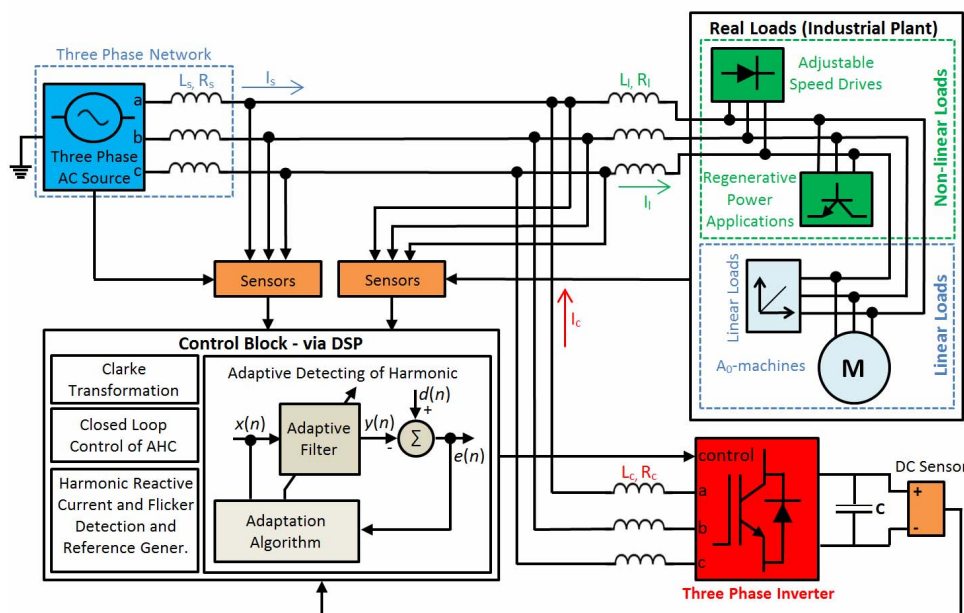 Three Phase Network
Lₛ, Rₛ
Iₛ
a
b
c
Three Phase
AC Source
Lₗ, Rₗ
Iₗ
Real Loads (Industrial Plant)
Adjustable
Speed Drives
Regenerative
Power
Applications
Non-linear Loads
Linear Loads
A₀-machines
M
Linear Loads
Sensors
Sensors
I꜀
Control Block - via DSP
Clarke
Transformation
Closed Loop
Control of AHC
Harmonic Reactive
Current and Flicker
Detection and
Reference Gener.
Adaptive Detecting of Harmonic
d(n)
+
x(n)
Adaptive
Filter
y(n)
-
Σ
e(n)
Adaptation
Algorithm
L꜀, R꜀
control
a
b
c
Three Phase Inverter
C
DC Sensor
+
-